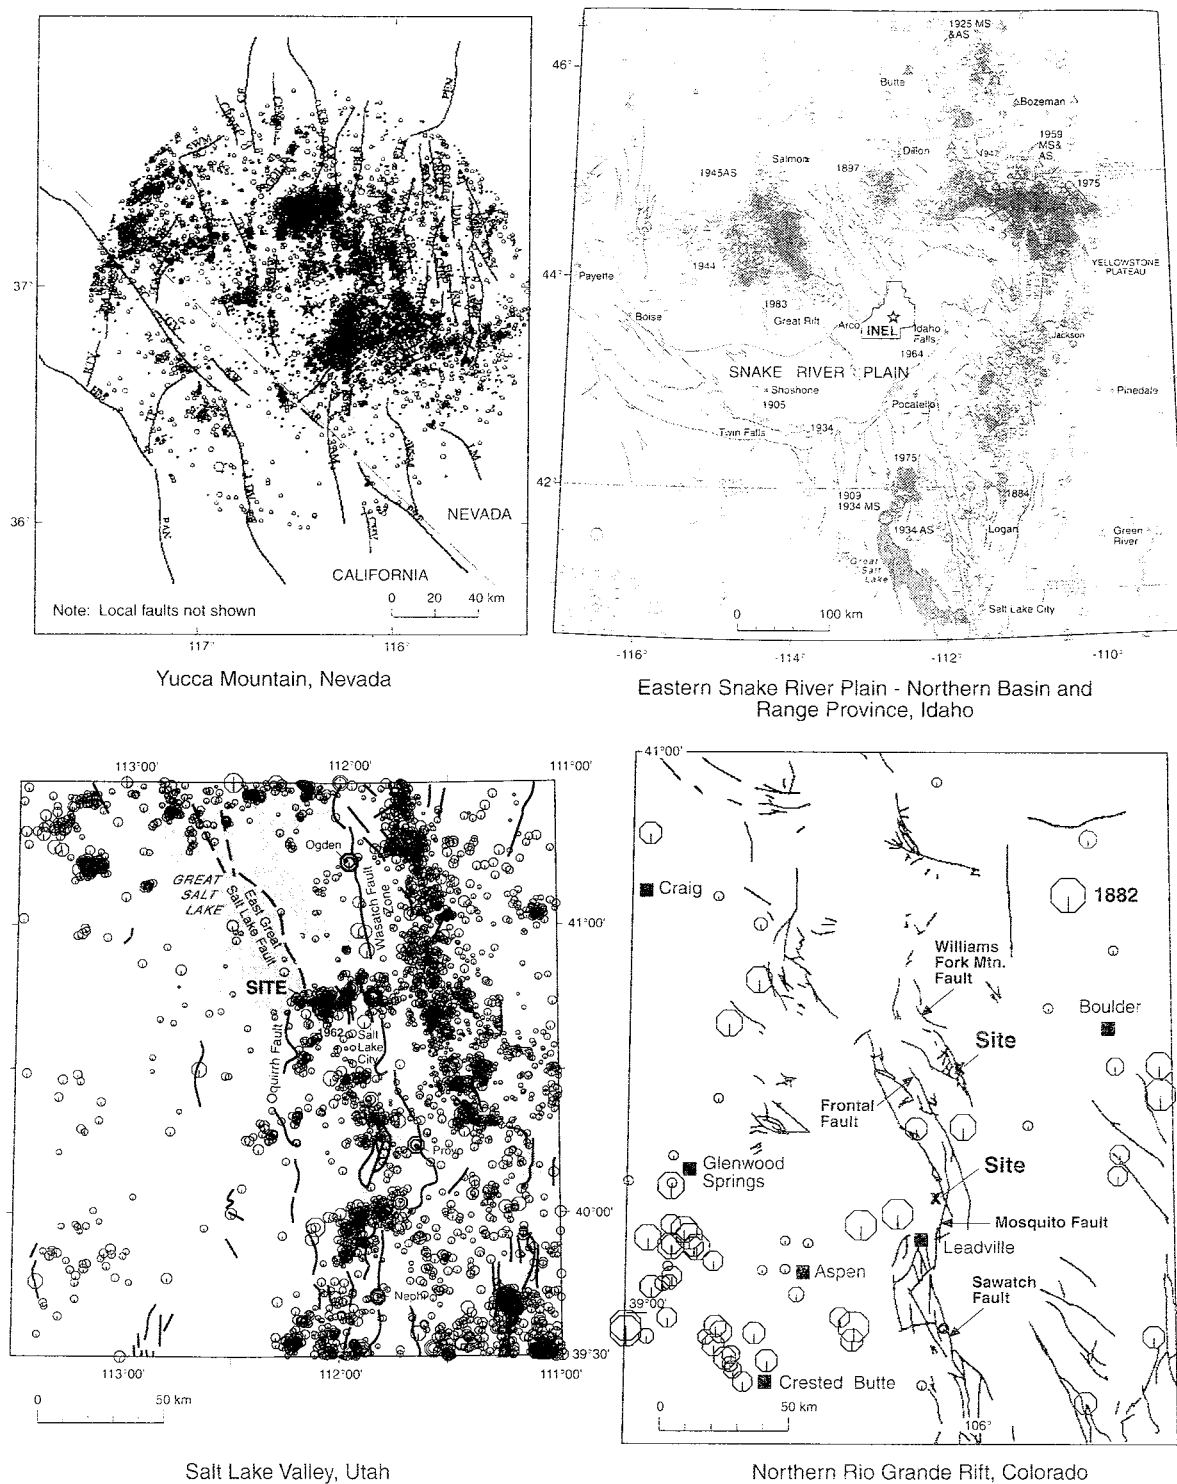 37°
36°
NEVADA
CALIFORNIA
Note: Local faults not shown
0 20 40 km
117° 116°
Yucca Mountain, Nevada
1925 MS
&AS
46°
Butte
Bozeman
1959
MS&
AS
Salmon
Dillon
1947
1945AS
1897
1975
44°
1944
Payette
YELLOWSTONE
PLATEAU
1983
Boise
Great Rift
Arco
INEL
Idaho
Falls
Jackson
1964
SNAKE RIVER PLAIN
Shoshone
Pinedale
1905
Pocatello
Twin Falls
1934
1975
42°
1909
1934 MS
1884
1934 AS
Logan
Green
River
Great
Salt
Lake
Salt Lake City
0 100 km
-116° -114° -112° -110°
Eastern Snake River Plain - Northern Basin and
Range Province, Idaho
113°00' 112°00' 111°00'
Ogden
GREAT
SALT
LAKE
East Great
Salt Lake Fault
Wasatch Fault
Zone
41°00'
SITE
1962
Salt
Lake
City
Oquirrh Fault
Provo
40°00'
Nephi
39°30'
113°00' 112°00' 111°00'
0 50 km
Salt Lake Valley, Utah
41°00'
Craig
1882
Williams
Fork Mtn.
Fault
Boulder
Site
Frontal
Fault
Glenwood
Springs
Site
Mosquito Fault
Leadville
Aspen
Sawatch
Fault
39°00'
Crested Butte
0 50 km
106°
Northern Rio Grande Rift, Colorado